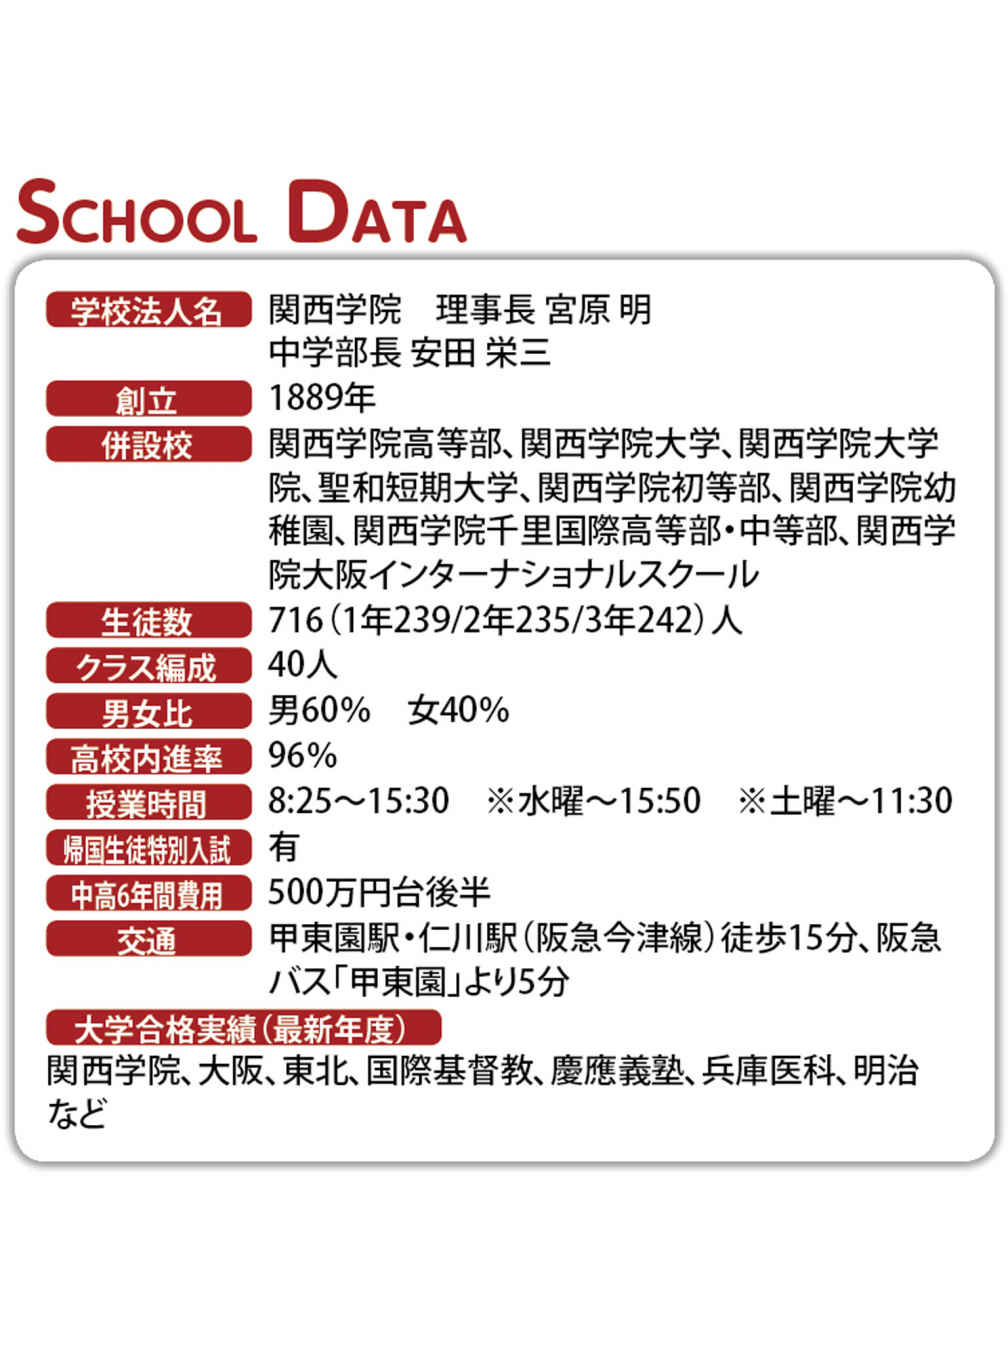 SCHOOL DATA
学校法人名 関西学院　理事長 宮原 明
中学部長 安田 栄三
創立 1889年
併設校 関西学院高等部、関西学院大学、関西学院大学
院、聖和短期大学、関西学院初等部、関西学院幼
稚園、関西学院千里国際高等部・中等部、関西学
院大阪インターナショナルスクール
生徒数 716（1年239/2年235/3年242）人
クラス編成 40人
男女比 男60%　女40%
高校内進率 96%
授業時間 8:25～15:30　※水曜～15:50　※土曜～11:30
帰国生徒特別入試 有
中高6年間費用 500万円台後半
交通 甲東園駅・仁川駅（阪急今津線）徒歩15分、阪急
バス「甲東園」より5分
大学合格実績（最新年度）
関西学院、大阪、東北、国際基督教、慶應義塾、兵庫医科、明治
など